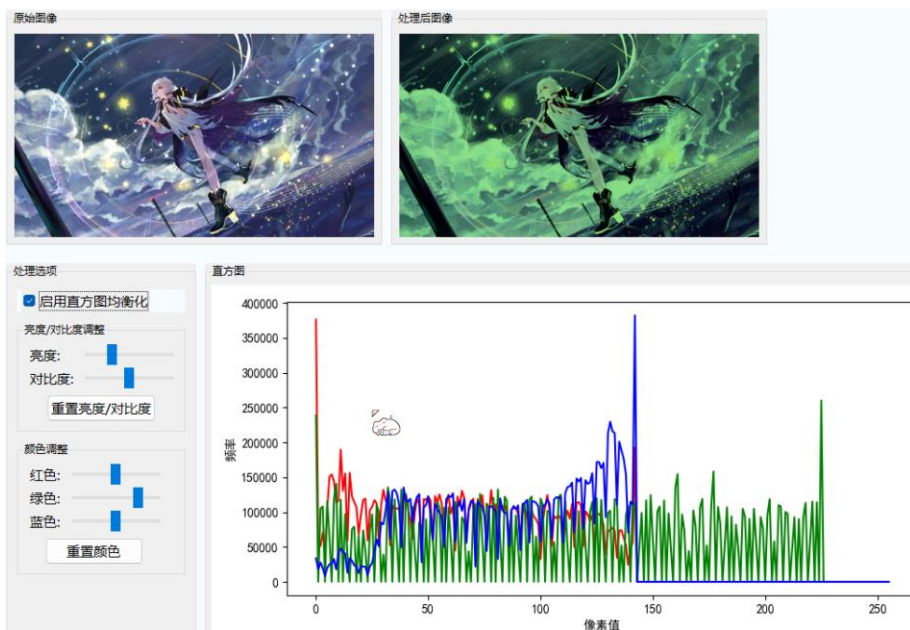 原始图像
处理后图像
处理选项
启用直方图均衡化
亮度/对比度调整
亮度:
对比度:
重置亮度/对比度
颜色调整
红色:
绿色:
蓝色:
重置颜色
直方图
400000
350000
300000
250000
200000
150000
100000
50000
0
频率
0 50 100 150 200 250
像素值